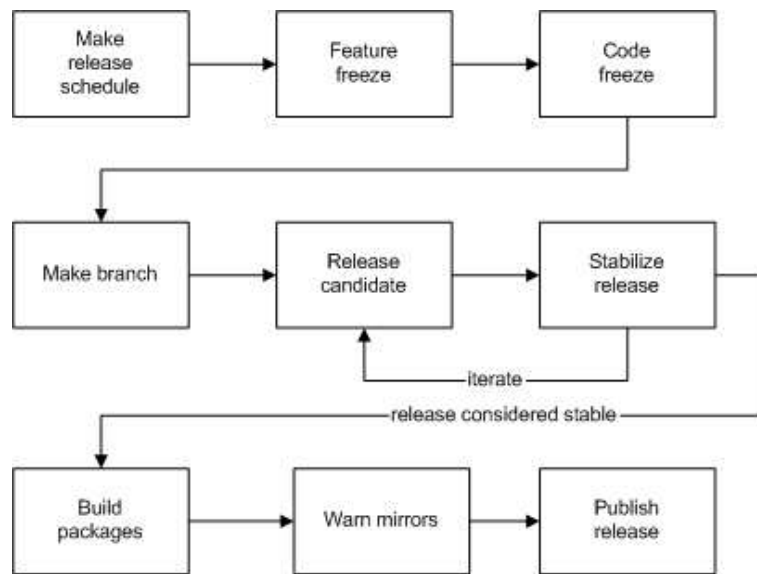 Make
release
schedule
Feature
freeze
Code
freeze
Make branch
Release
candidate
Stabilize
release
iterate
release considered stable
Build
packages
Warn mirrors
Publish
release